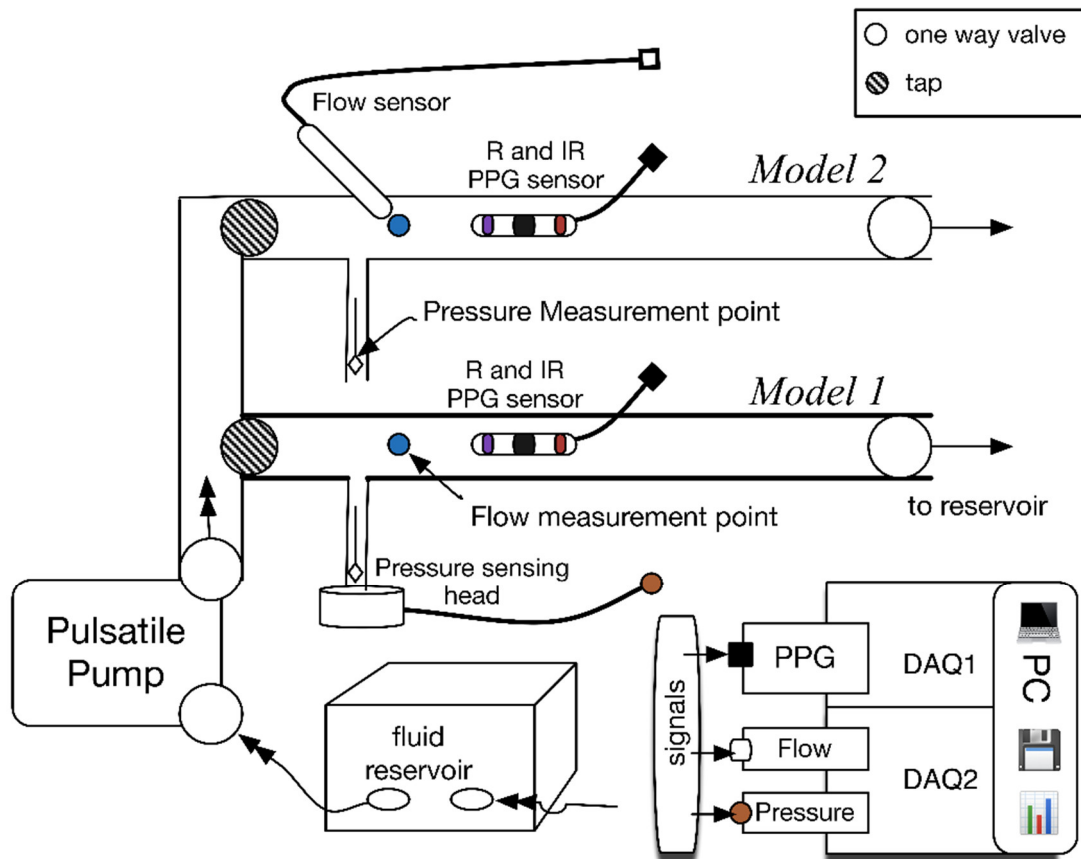 one way valve
tap
Flow sensor
R and IR
PPG sensor
Model 2
Pressure Measurement point
R and IR
PPG sensor
Model 1
Flow measurement point
to reservoir
Pressure sensing
head
Pulsatile
Pump
fluid
reservoir
signals
PPG
Flow
Pressure
DAQ1
DAQ2
PC